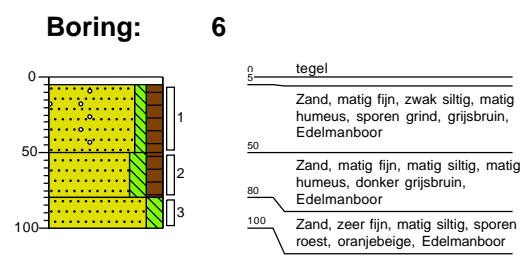 Boring: 6
0
50
100
1
2
3
0
tegel
5
Zand, matig fijn, zwak siltig, matig
humeus, sporen grind, grijsbruin,
Edelmanboor
50
Zand, matig fijn, matig siltig, matig
humeus, donker grijsbruin,
Edelmanboor
80
Zand, zeer fijn, matig siltig, sporen
roest, oranjebeige, Edelmanboor
100